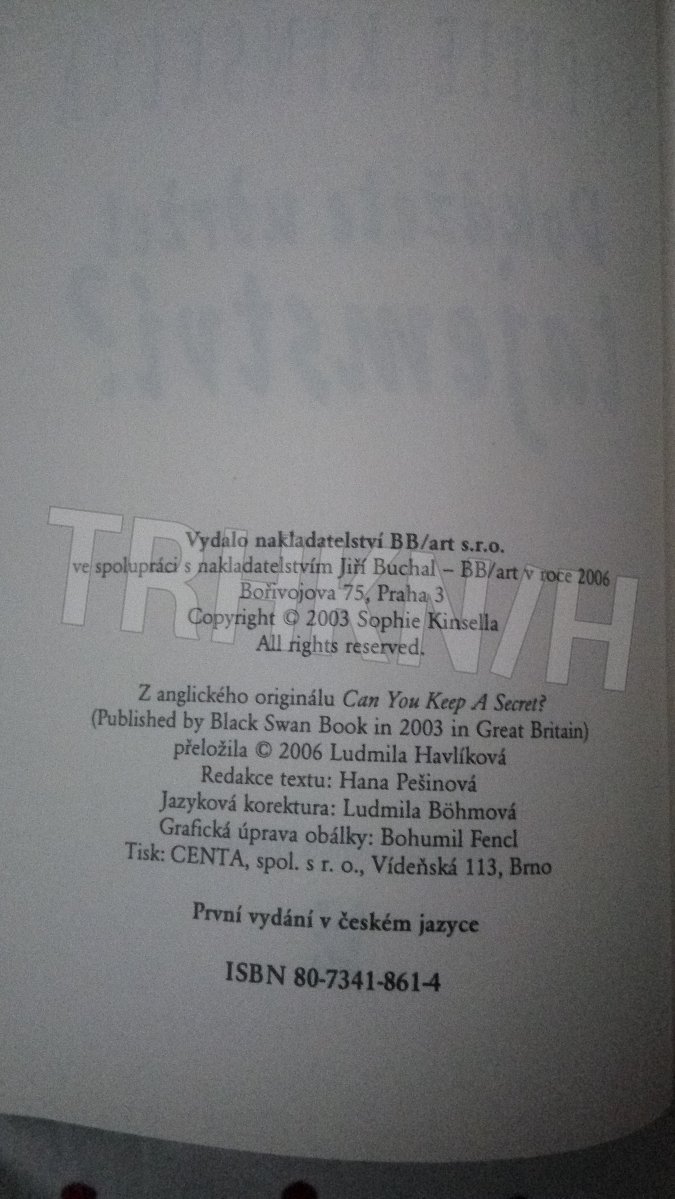 Vydalo nakladatelství BB/art s.r.o.
ve spolupráci s nakladatelstvím Jiří Buchal – BB/art v roce 2006
Bořivojova 75, Praha 3
Copyright © 2003 Sophie Kinsella
All rights reserved.
TRHKNIH
Z anglického originálu Can You Keep A Secret?
(Published by Black Swan Book in 2003 in Great Britain)
přeložila © 2006 Ludmila Havlíková
Redakce textu: Hana Pešinová
Jazyková korektura: Ludmila Böhmová
Grafická úprava obálky: Bohumil Fencl
Tisk: CENTA, spol. s r. o., Vídeňská 113, Brno
První vydání v českém jazyce
ISBN 80-7341-861-4